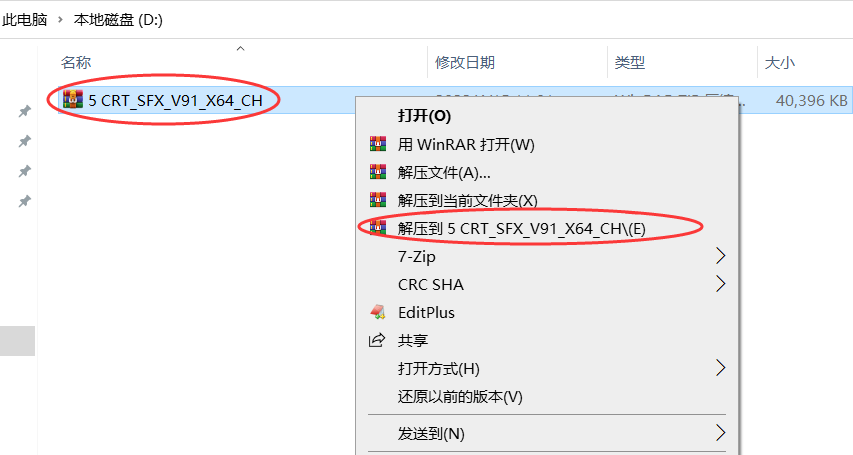 此电脑 › 本地磁盘 (D:)
名称 修改日期 类型 大小
5 CRT_SFX_V91_X64_CH 40,396 KB
打开(O)
用 WinRAR 打开(W)
解压文件(A)...
解压到当前文件夹(X)
解压到 5 CRT_SFX_V91_X64_CH\(E)
7-Zip
CRC SHA
EditPlus
共享
打开方式(H)
还原以前的版本(V)
发送到(N)